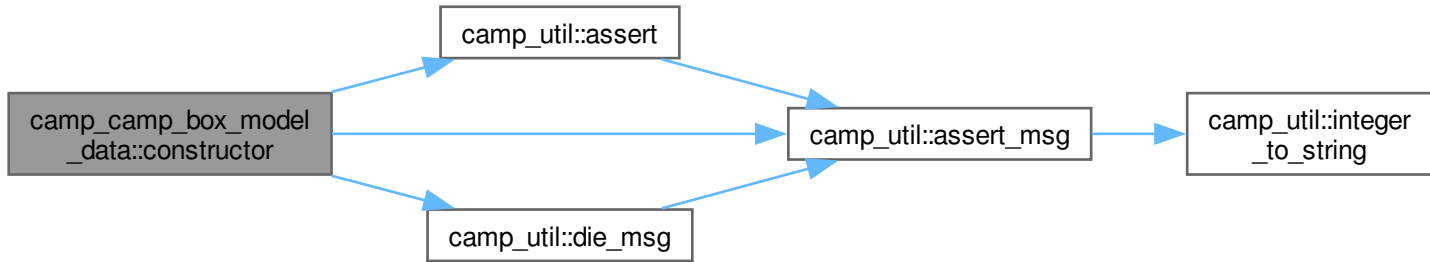 camp_util::assert
camp_camp_box_model
_data::constructor
camp_util::assert_msg
camp_util::integer
_to_string
camp_util::die_msg